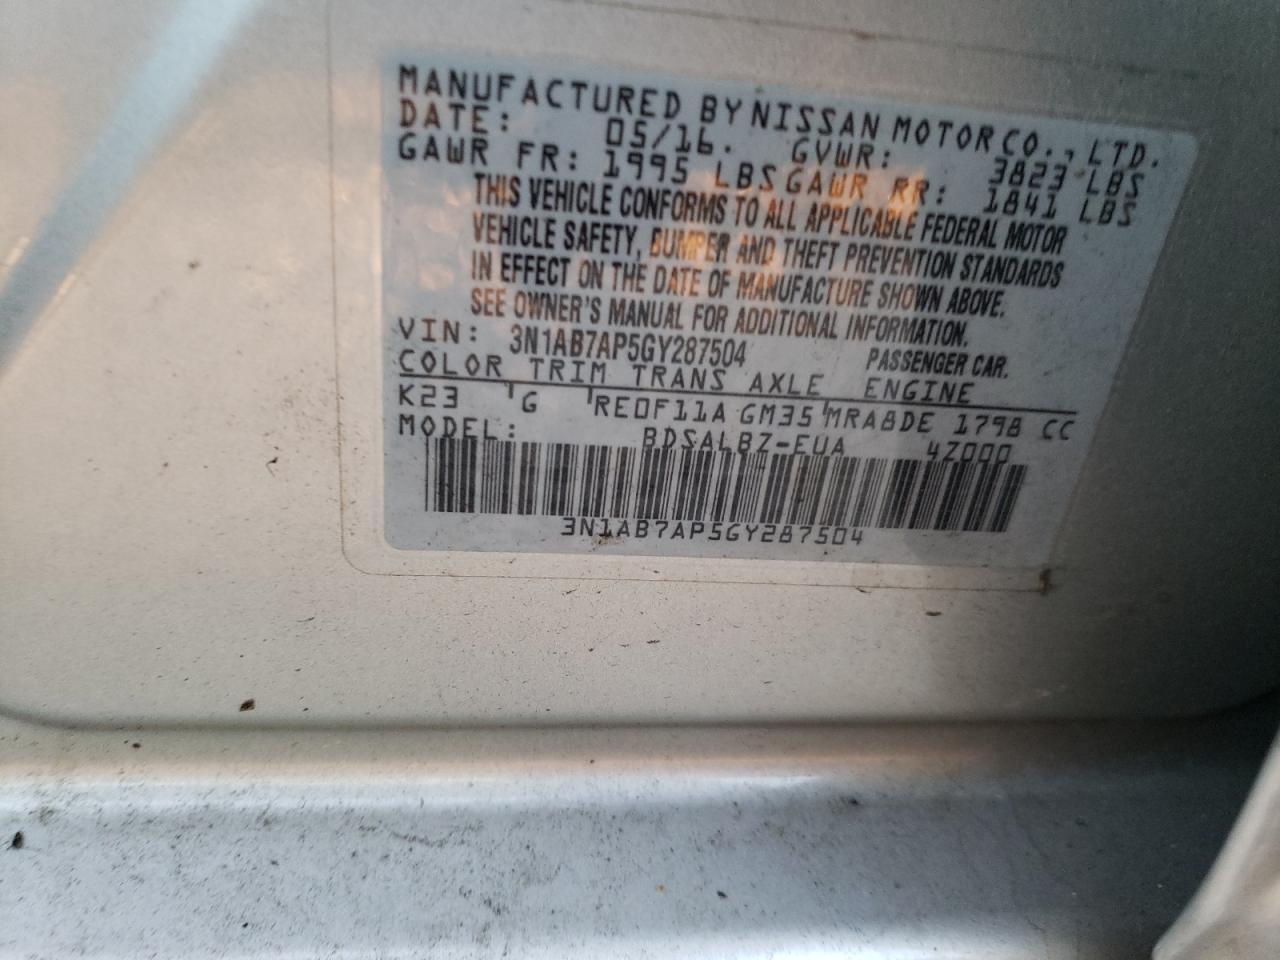 MANUFACTURED BY NISSAN MOTOR CO., LTD.
DATE: 05/16. GVWR: 3823 LBS
GAWR FR: 1995 LBS GAWR RR: 1841 LBS
THIS VEHICLE CONFORMS TO ALL APPLICABLE FEDERAL MOTOR
VEHICLE SAFETY, BUMPER AND THEFT PREVENTION STANDARDS
IN EFFECT ON THE DATE OF MANUFACTURE SHOWN ABOVE.
SEE OWNER'S MANUAL FOR ADDITIONAL INFORMATION.
VIN: 3N1AB7AP5GY287504 PASSENGER CAR.
COLOR TRIM TRANS AXLE ENGINE
K23 G RE0F11A GM35 MRA8DE 1798 CC
MODEL: BDSALBZ-EUA 4Z000
3N1AB7AP5GY287504